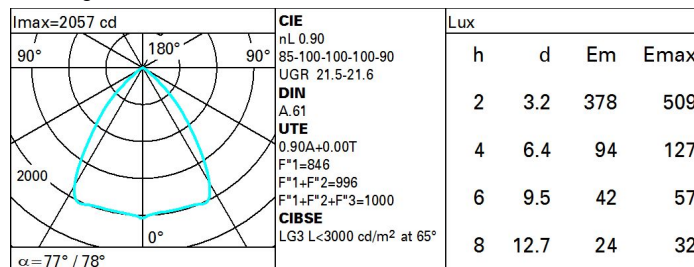 Imax=2057 cd
90° 180° 90°
2000
0°
α=77° / 78°
CIE
nL 0.90
85-100-100-100-90
UGR 21.5-21.6
DIN
A.61
UTE
0.90A+0.00T
F"1=846
F"1+F"2=996
F"1+F"2+F"3=1000
CIBSE
LG3 L<3000 cd/m² at 65°
Lux
h d Em Emax
2 3.2 378 509
4 6.4 94 127
6 9.5 42 57
8 12.7 24 32